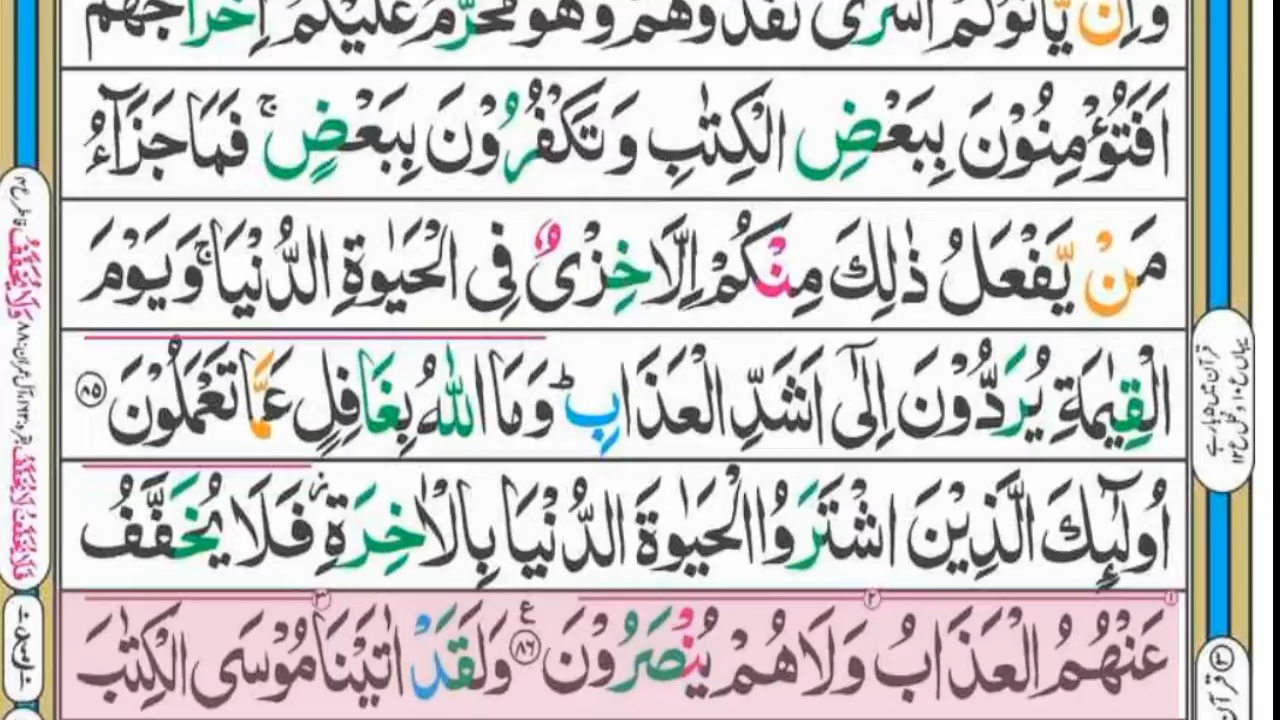 وَاِنْ يَّاْتُوْكُمْ اُسٰرٰى تُفٰدُوْهُمْ وَهُوَ مُحَرَّمٌ عَلَيْكُمْ اِخْرَاجُهُمْ
اَفَتُؤْمِنُوْنَ بِبَعْضِ الْكِتٰبِ وَ تَكْفُرُوْنَ بِبَعْضٍ ۚ فَمَا جَزَآءُ
مَنْ يَّفْعَلُ ذٰلِكَ مِنْكُمْ اِلَّا خِزْىٌ فِى الْحَيٰوةِ الدُّنْيَا ۚ وَ يَوْمَ
الْقِيٰمَةِ يُرَدُّوْنَ اِلٰٓى اَشَدِّ الْعَذَابِ ؕ وَمَا اللّٰهُ بِغَافِلٍ عَمَّا تَعْمَلُوْنَ ۝۸۵
اُولٰٓئِكَ الَّذِيْنَ اشْتَرَوُا الْحَيٰوةَ الدُّنْيَا بِالْاٰخِرَةِ ؗ فَلَا يُخَفَّفُ
عَنْهُمُ الْعَذَابُ وَلَا هُمْ يُنْصَرُوْنَ ۝۸۶ ع وَلَقَدْ اٰتَيْنَا مُوْسَى الْكِتٰبَ